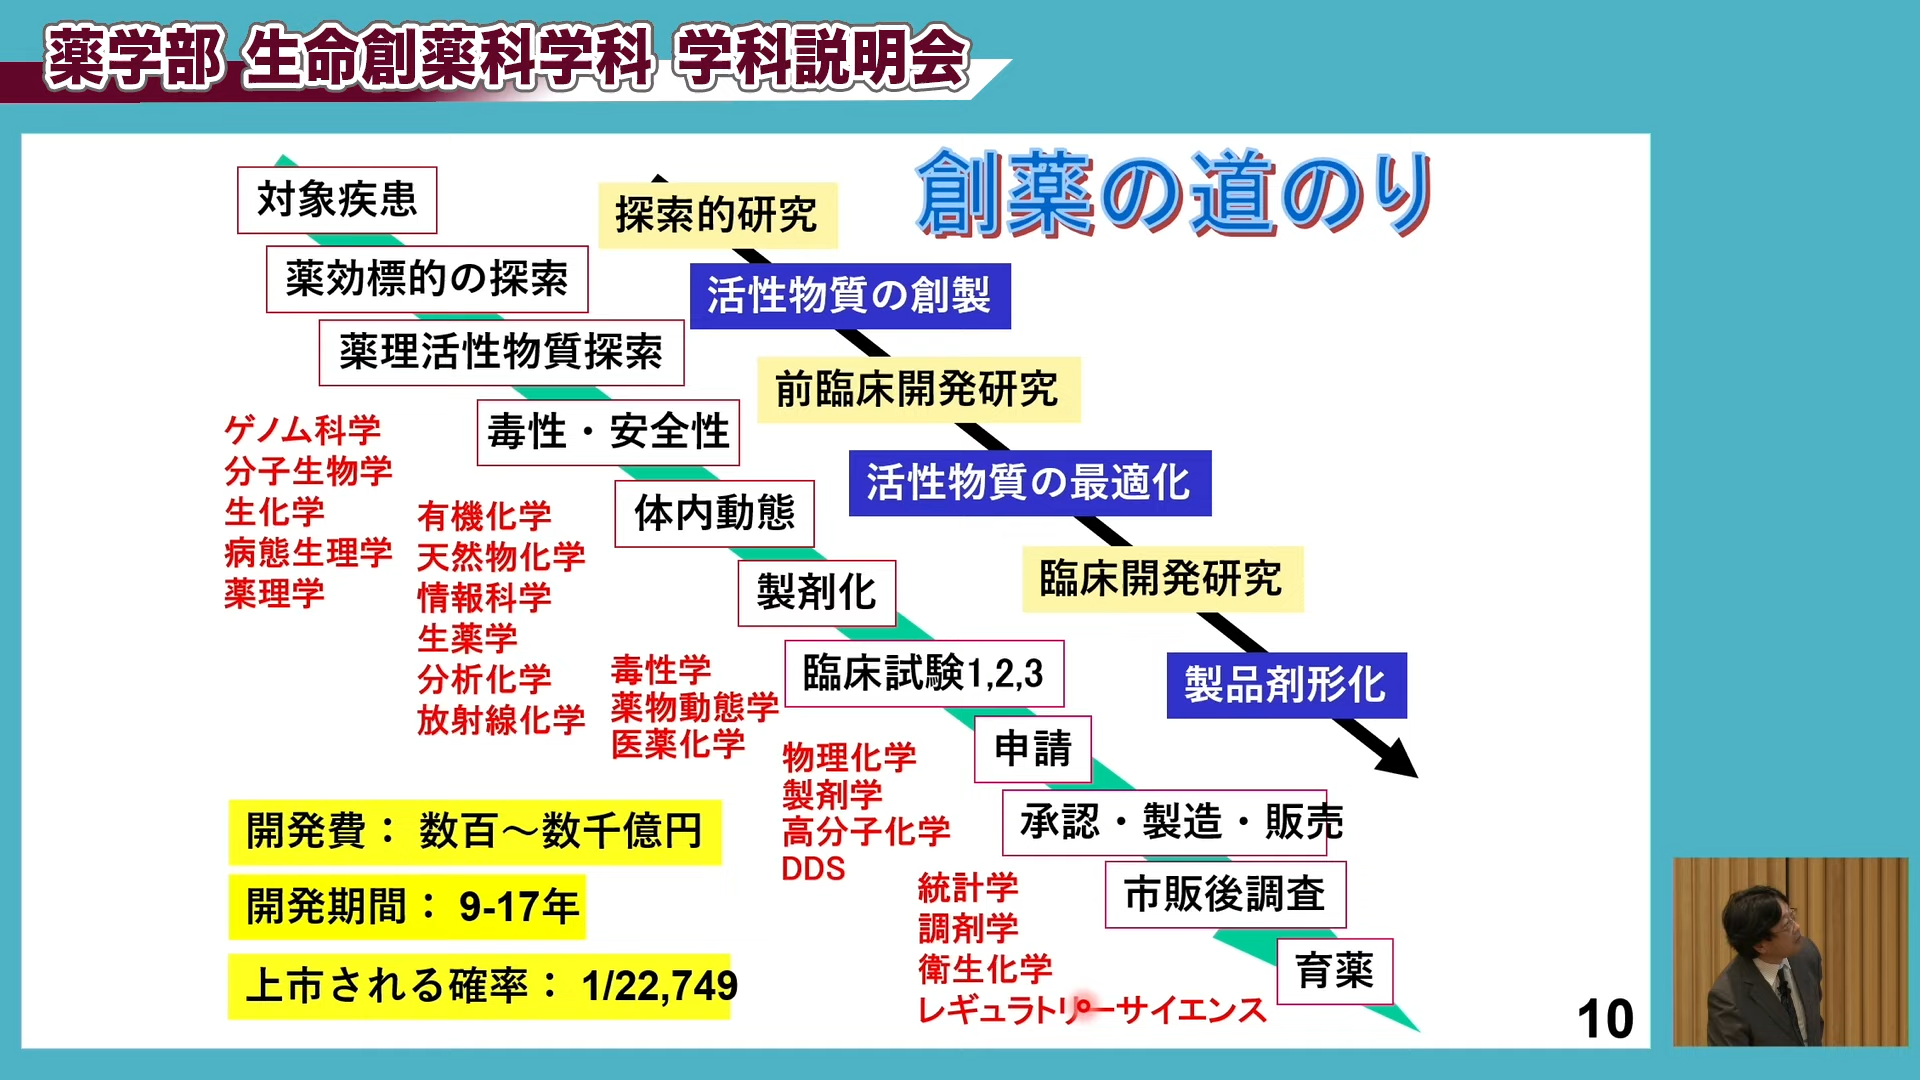 薬学部 生命創薬科学科 学科説明会
創薬の道のり
対象疾患
薬効標的の探索
薬理活性物質探索
毒性・安全性
体内動態
製剤化
臨床試験1,2,3
申請
承認・製造・販売
市販後調査
育薬
探索的研究
活性物質の創製
前臨床開発研究
活性物質の最適化
臨床開発研究
製品剤形化
ゲノム科学
分子生物学
生化学
病態生理学
薬理学
有機化学
天然物化学
情報科学
生薬学
分析化学
放射線化学
毒性学
薬物動態学
医薬化学
物理化学
製剤学
高分子化学
DDS
統計学
調剤学
衛生化学
レギュラトリーサイエンス
開発費： 数百～数千億円
開発期間： 9-17年
上市される確率： 1/22,749
10